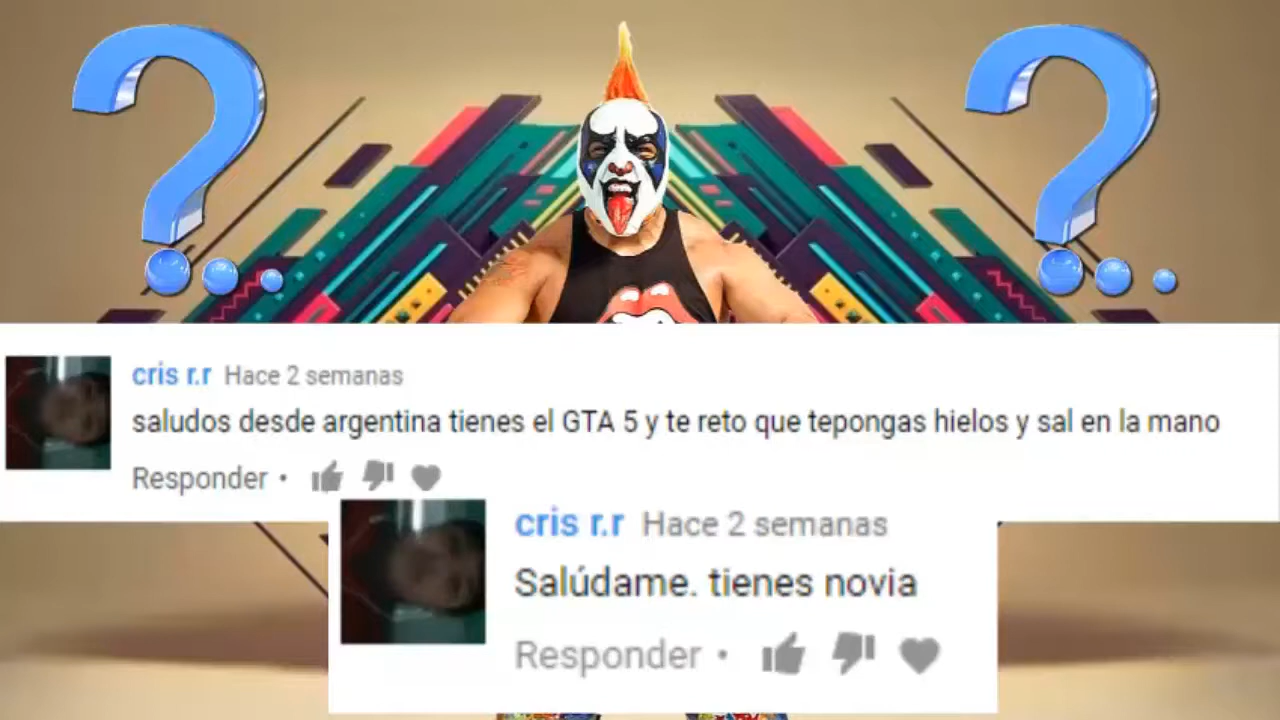 cris r.r Hace 2 semanas
saludos desde argentina tienes el GTA 5 y te reto que tepongas hielos y sal en la mano
Responder •
cris r.r Hace 2 semanas
Salúdame. tienes novia
Responder •